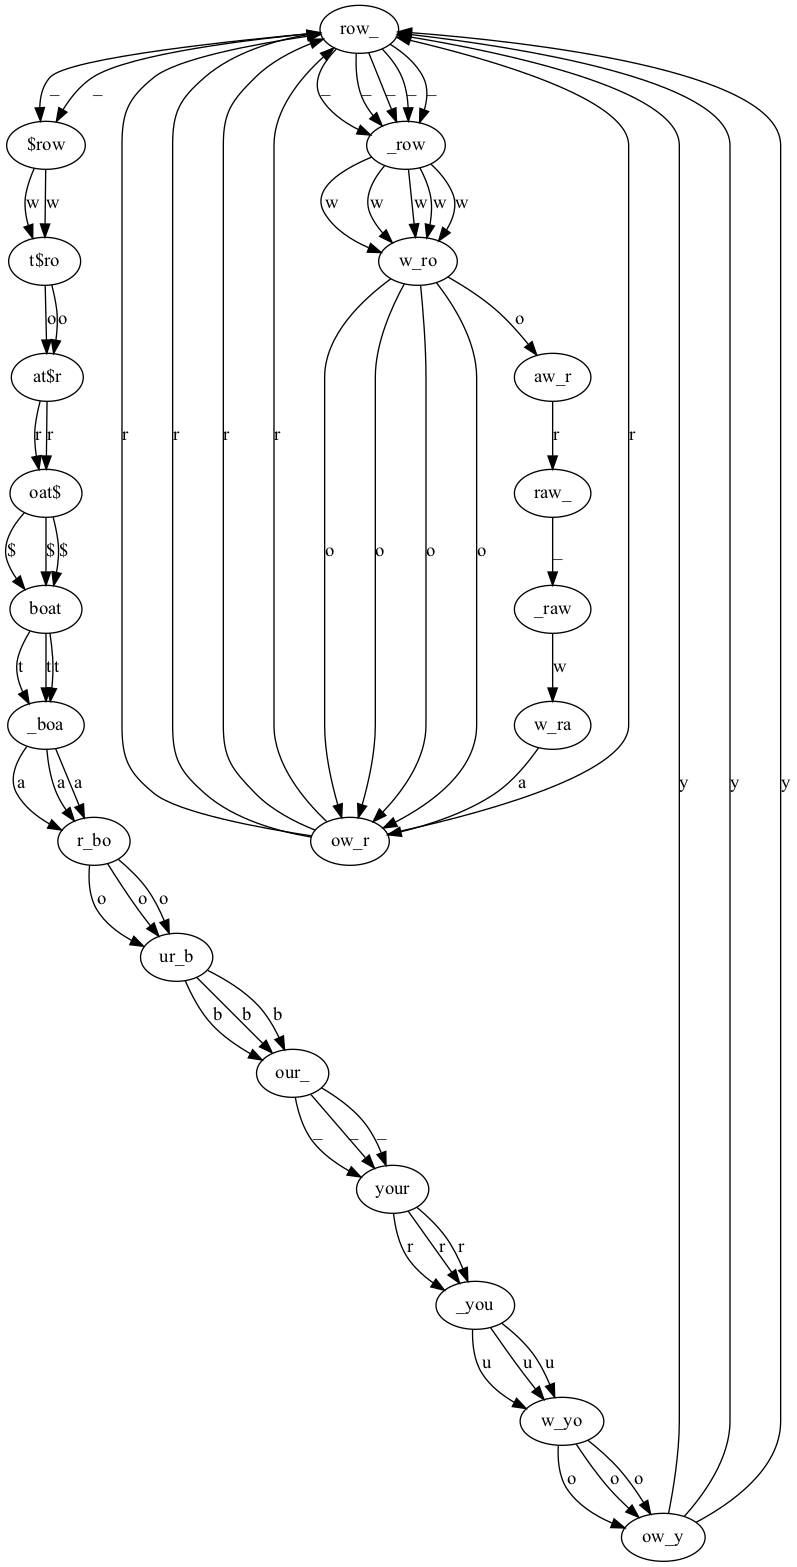 row_
_ _ _ _ _ _ _
$row _row
w w w w w w w
t$ro w_ro
o o o
at$r aw_r
r r r r r r r r r
oat$ raw_
$ $ $ o o o o _
boat _raw
t t t w
_boa w_ra
a a a a y y y
r_bo ow_r
o o o
ur_b
b b b
our_
_ _ _
your
r r r
_you
u u u
w_yo
o o o
ow_y